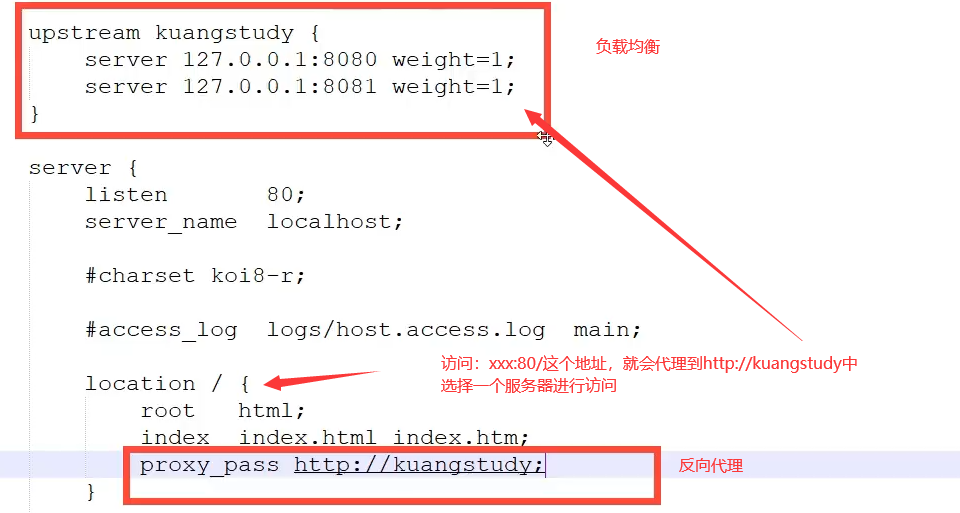 upstream kuangstudy {
负载均衡
server 127.0.0.1:8080 weight=1;
server 127.0.0.1:8081 weight=1;
}
server {
listen 80;
server_name localhost;
#charset koi8-r;
#access_log logs/host.access.log main;
访问：xxx:80/这个地址，就会代理到http://kuangstudy中
选择一个服务器进行访问
location / {
root html;
index index.html index.htm;
proxy_pass http://kuangstudy;
反向代理
}